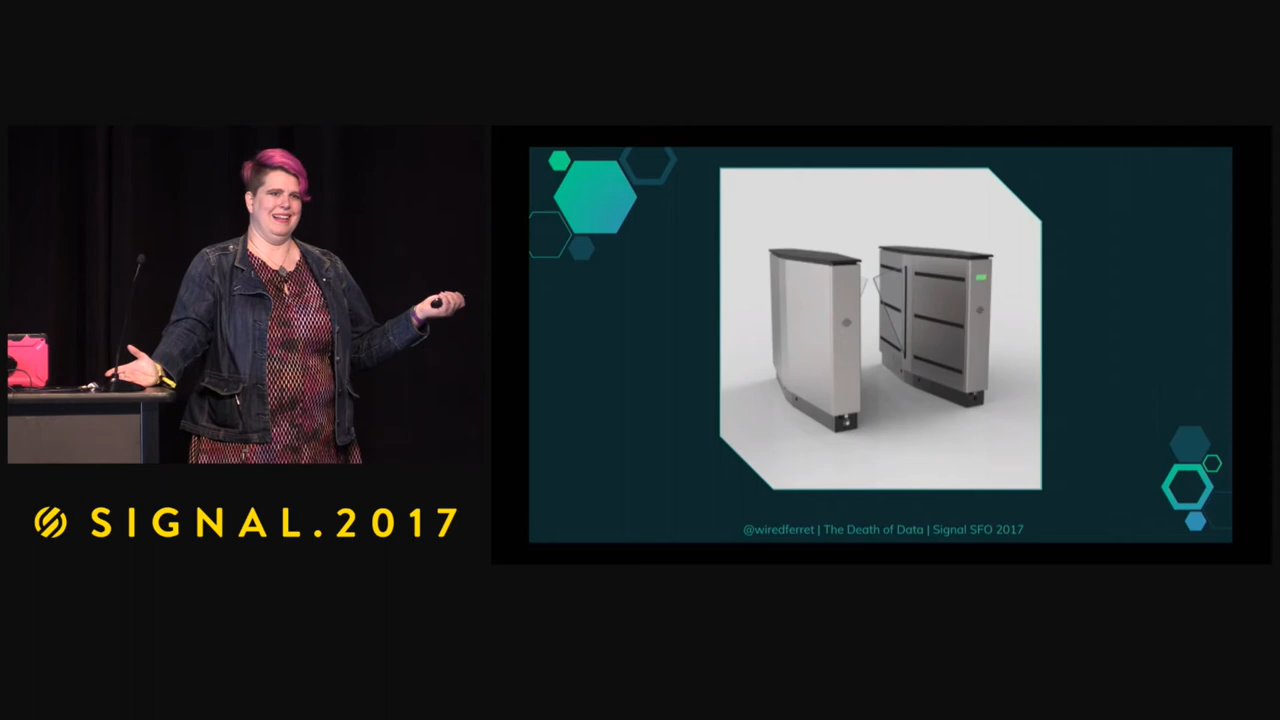 SIGNAL.2017
@wiredferret | The Death of Data | Signal SFO 2017